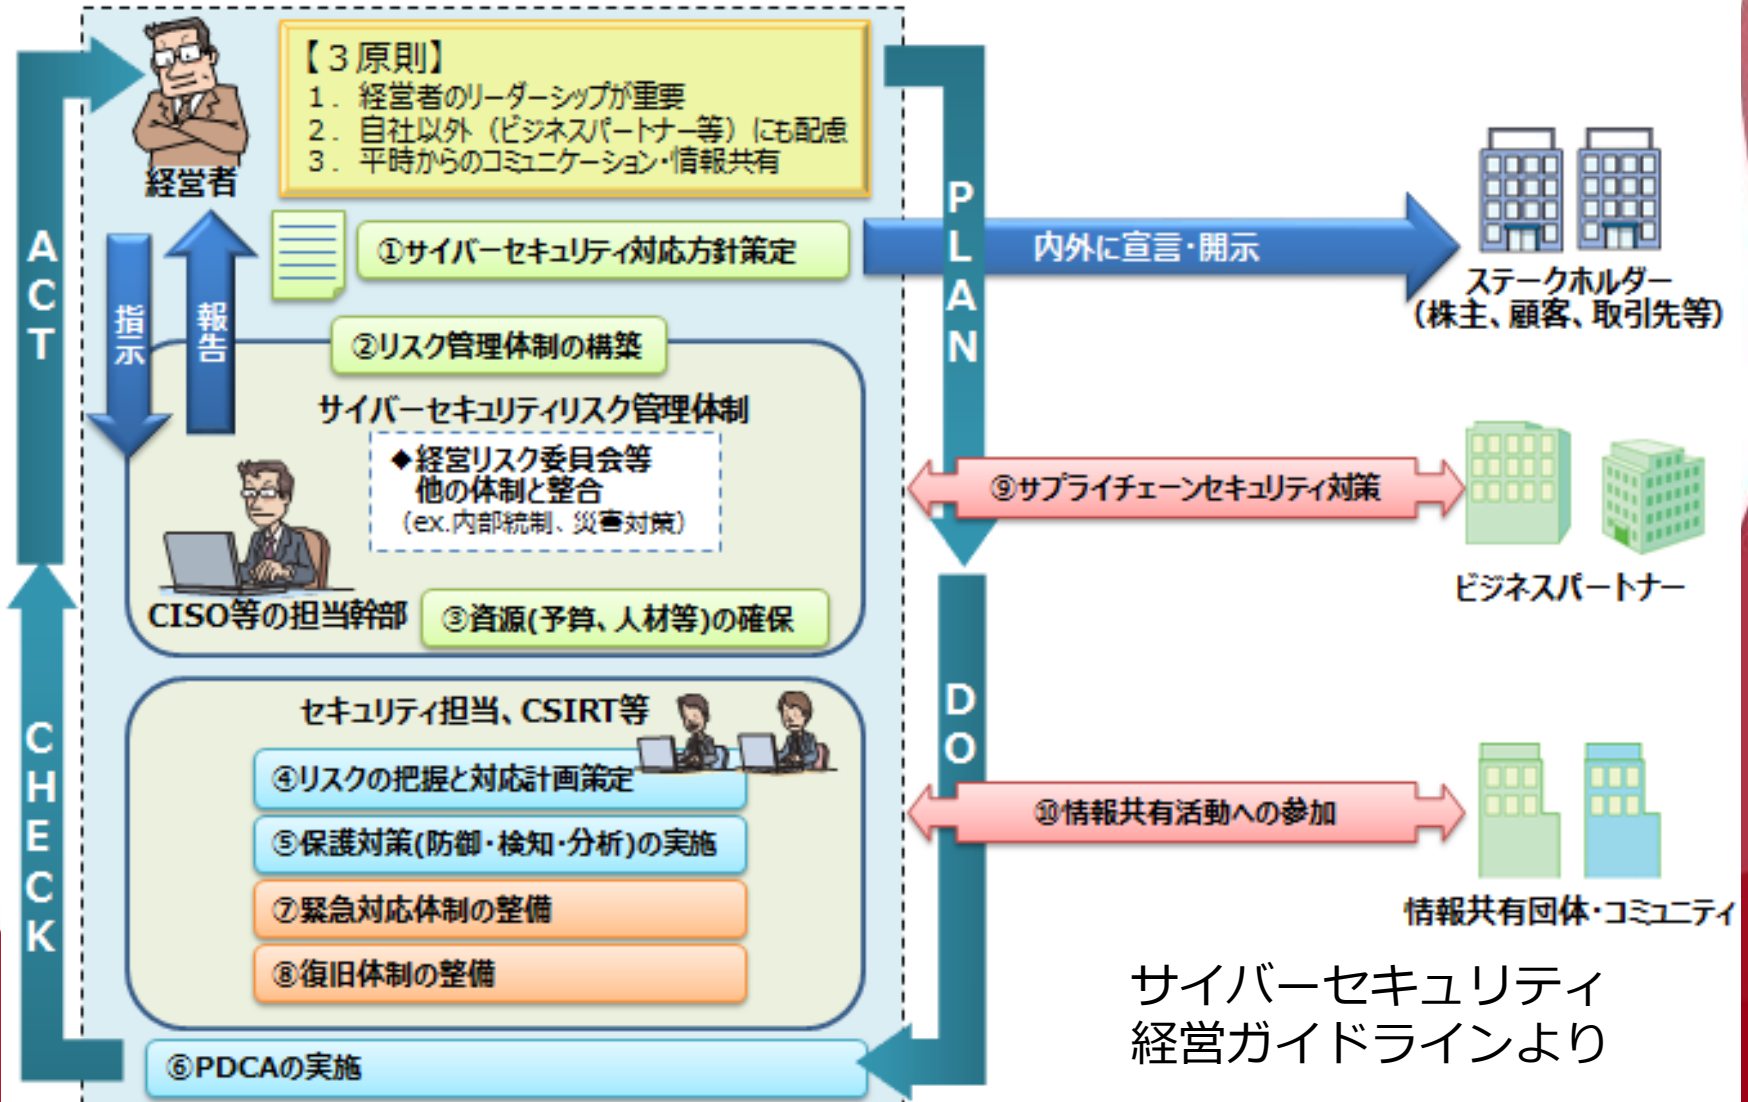 【３原則】
１．経営者のリーダーシップが重要
２．自社以外（ビジネスパートナー等）にも配慮
３．平時からのコミュニケーション・情報共有
経営者
ACT
PLAN
指示
報告
①サイバーセキュリティ対応方針策定
内外に宣言・開示
ステークホルダー
（株主、顧客、取引先等）
②リスク管理体制の構築
サイバーセキュリティリスク管理体制
◆経営リスク委員会等
他の体制と整合
（ex.内部統制、災害対策）
CISO等の担当幹部
③資源(予算、人材等)の確保
⑨サプライチェーンセキュリティ対策
ビジネスパートナー
CHECK
DO
セキュリティ担当、CSIRT等
④リスクの把握と対応計画策定
⑤保護対策(防御・検知・分析)の実施
⑦緊急対応体制の整備
⑧復旧体制の整備
⑩情報共有活動への参加
情報共有団体・コミュニティ
⑥PDCAの実施
サイバーセキュリティ
経営ガイドラインより